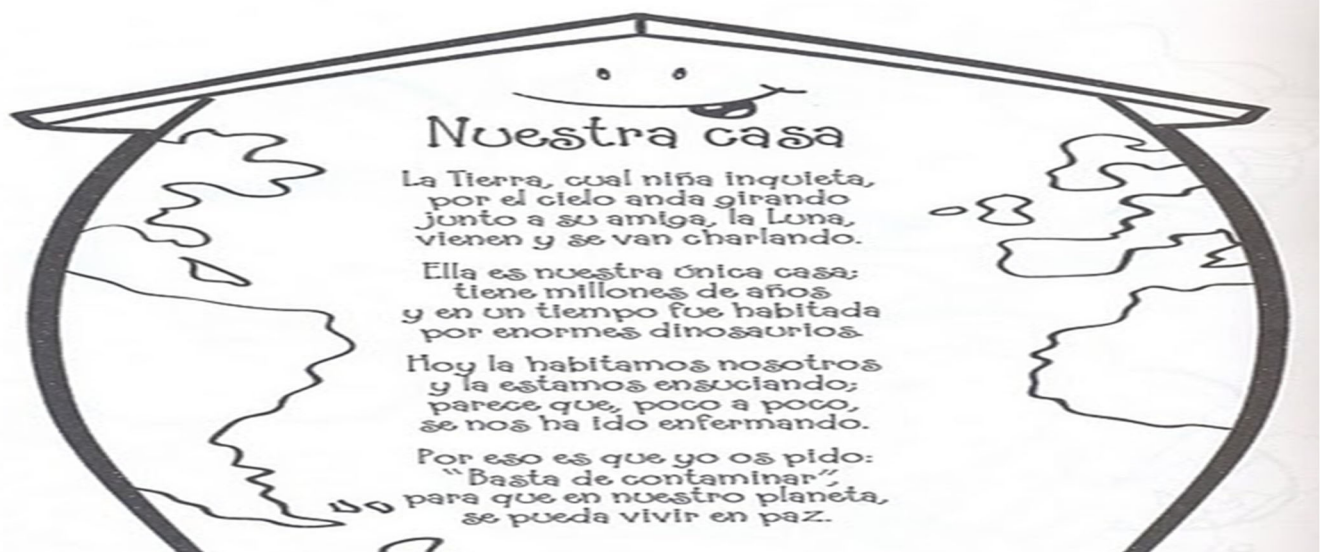 Nuestra casa
La Tierra, cual niña inquieta,
por el cielo anda girando
junto a su amiga, la Luna,
vienen y se van charlando.
Ella es nuestra única casa;
tiene millones de años
y en un tiempo fue habitada
por enormes dinosaurios.
Hoy la habitamos nosotros
y la estamos ensuciando;
parece que, poco a poco,
se nos ha ido enfermando.
Por eso es que yo os pido:
"Basta de contaminar",
para que en nuestro planeta,
se pueda vivir en paz.